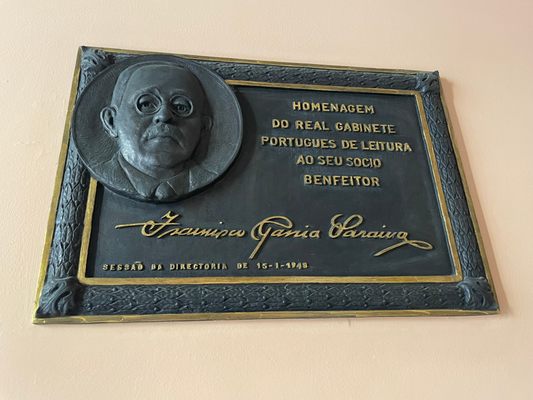 HOMENAGEM
DO REAL GABINETE
PORTUGUES DE LEITURA
AO SEU SOCIO
BENFEITOR
Francisco Garcia Saraiva
SESSÃO DA DIRECTORIA DE 15-1-1948